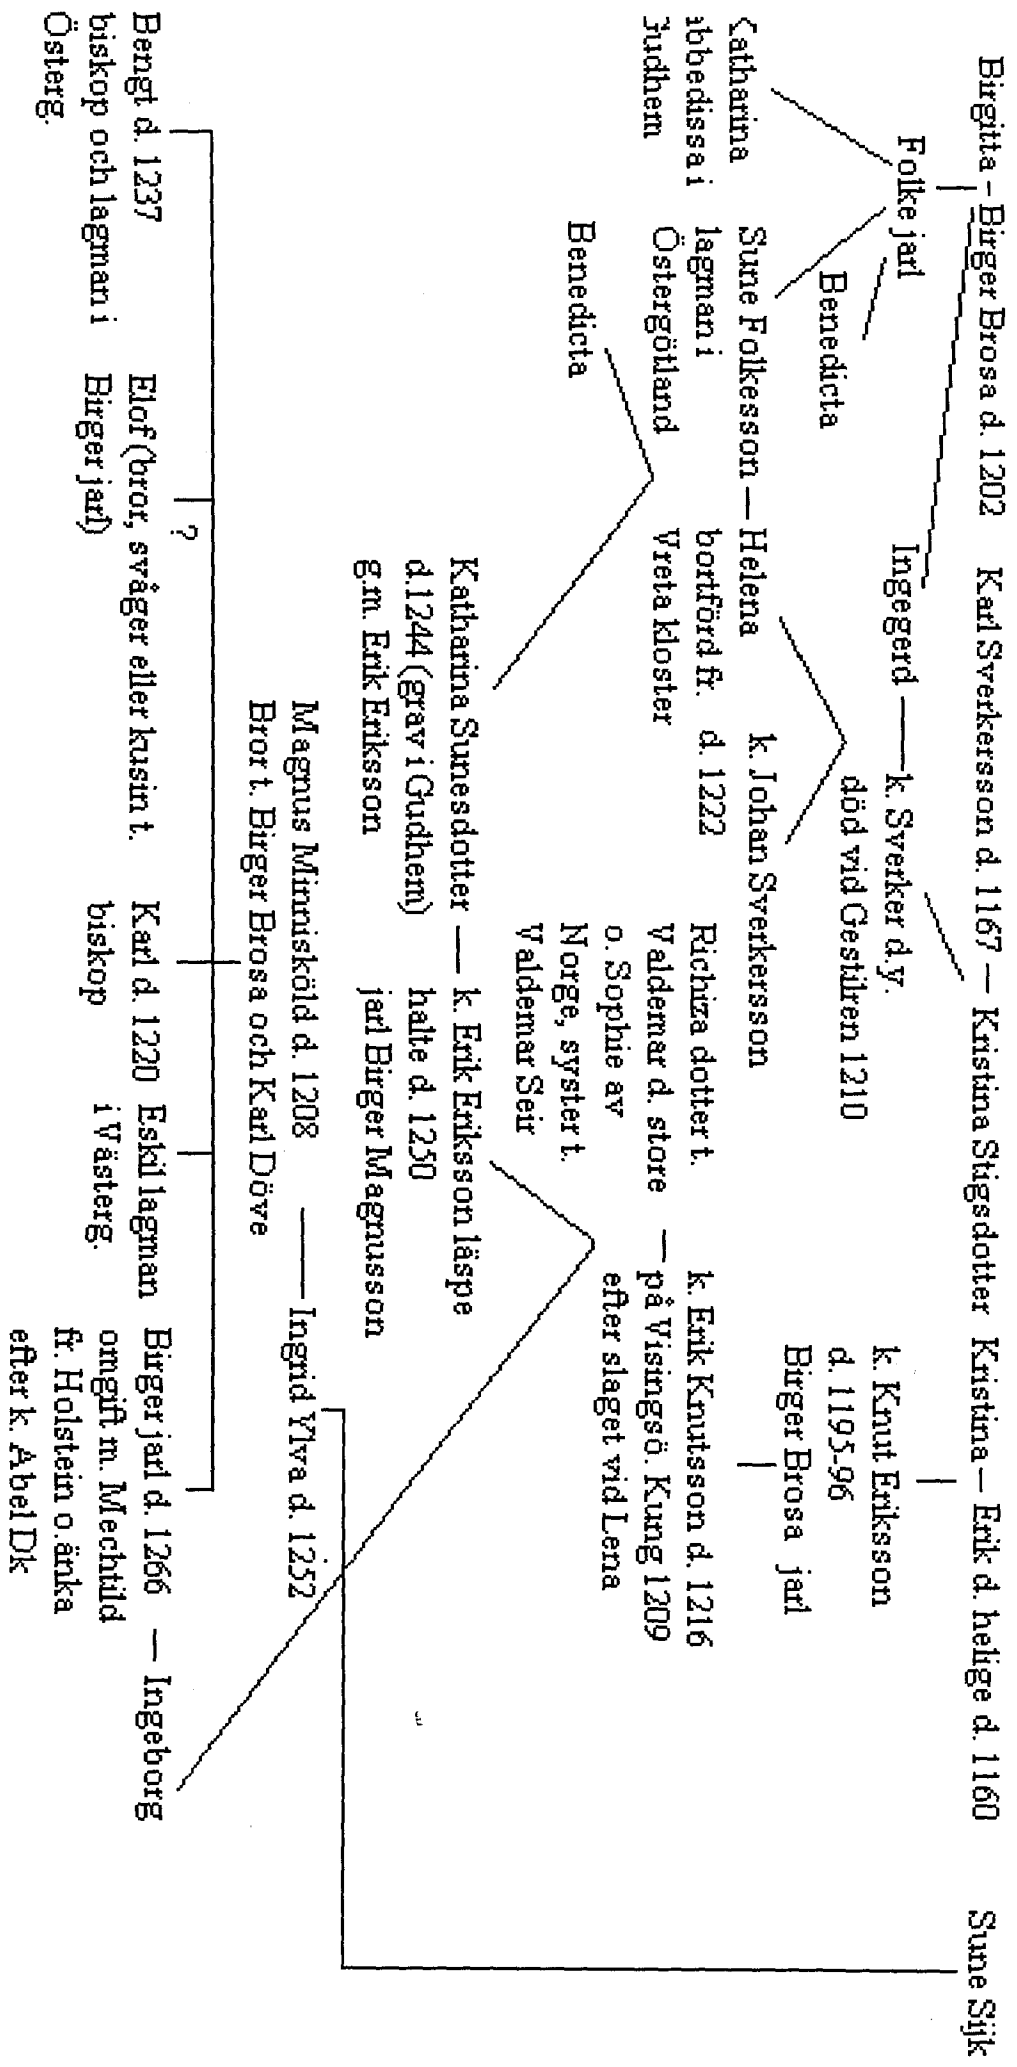 Birgitta - Birger Brosa d. 1202 Karl Sverkersson d. 1167 — Kristina Stigsdotter Kristina — Erik d. helige d. 1160 Sune Sijk
Folke jarl
Ingegerd — k. Sverker d.y.
död vid Gestilren 1210
k. Knut Eriksson
d. 1195-96
Birger Brosa jarl
Benedicta
Katharina
abbedissa i
Gudhem
Sune Folkesson — Helena
lagman i
Östergötland
bortförd fr.
Vreta kloster
k. Johan Sverkersson
d. 1222
Richiza dotter t.
Valdemar d. store —
o. Sophie av
Norge, syster t.
Valdemar Seir
k. Erik Knutsson d. 1216
på Visingsö. Kung 1209
efter slaget vid Lena
Benedicta
Katharina Sunesdotter —
d.1244 (grav i Gudhem)
g.m. Erik Eriksson
k. Erik Eriksson läspe
halte d. 1250
jarl Birger Magnusson
Magnus Minnisköld d. 1208 — Ingrid Ylva d. 1252
Bror t. Birger Brosa och Karl Döve
?
Bengt d. 1237
biskop och lagman i
Österg.
Elof (bror, svåger eller kusin t.
Birger jarl)
Karl d. 1220
biskop
Eskil lagman
i Västerg.
Birger jarl d. 1266 — Ingeborg
omgift m. Mechtild
fr. Holstein o. änka
efter k. Abel Dk